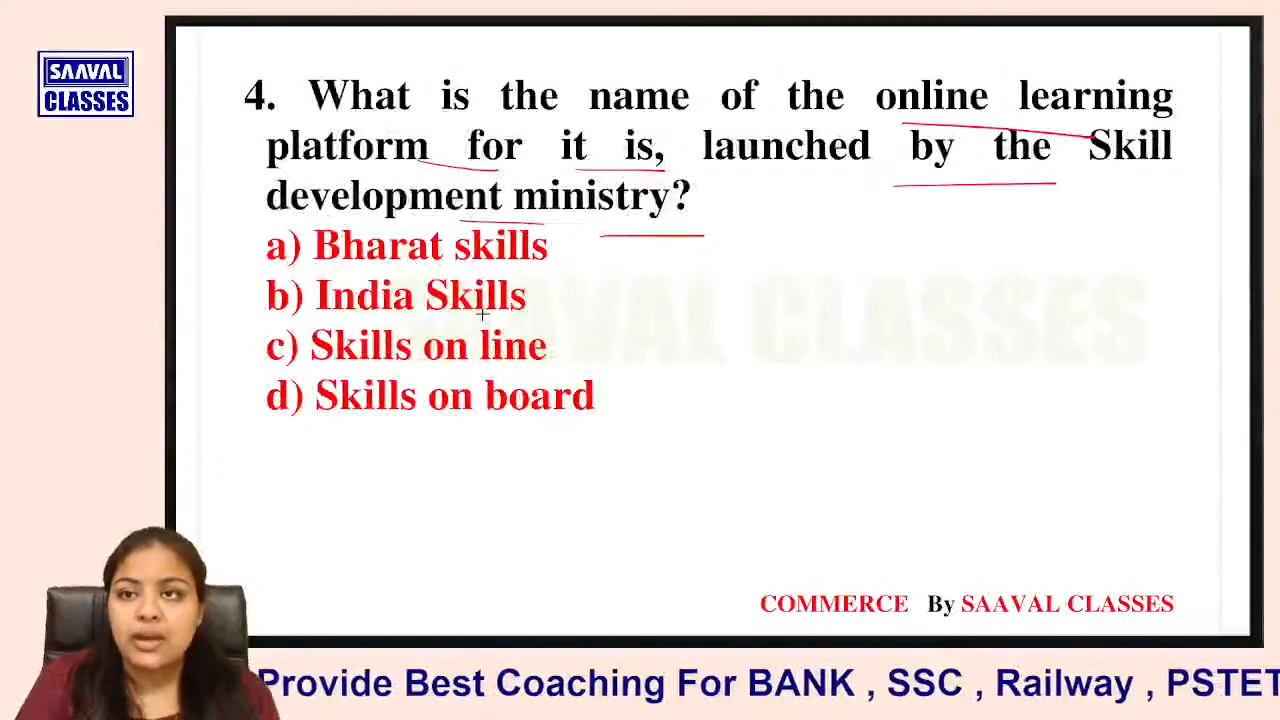 SAAVAL
CLASSES
4. What is the name of the online learning
platform for it is, launched by the Skill
development ministry?
a) Bharat skills
b) India Skills
c) Skills on line
d) Skills on board
SAAVAL CLASSES
COMMERCE By SAAVAL CLASSES
Provide Best Coaching For BANK , SSC , Railway , PSTET